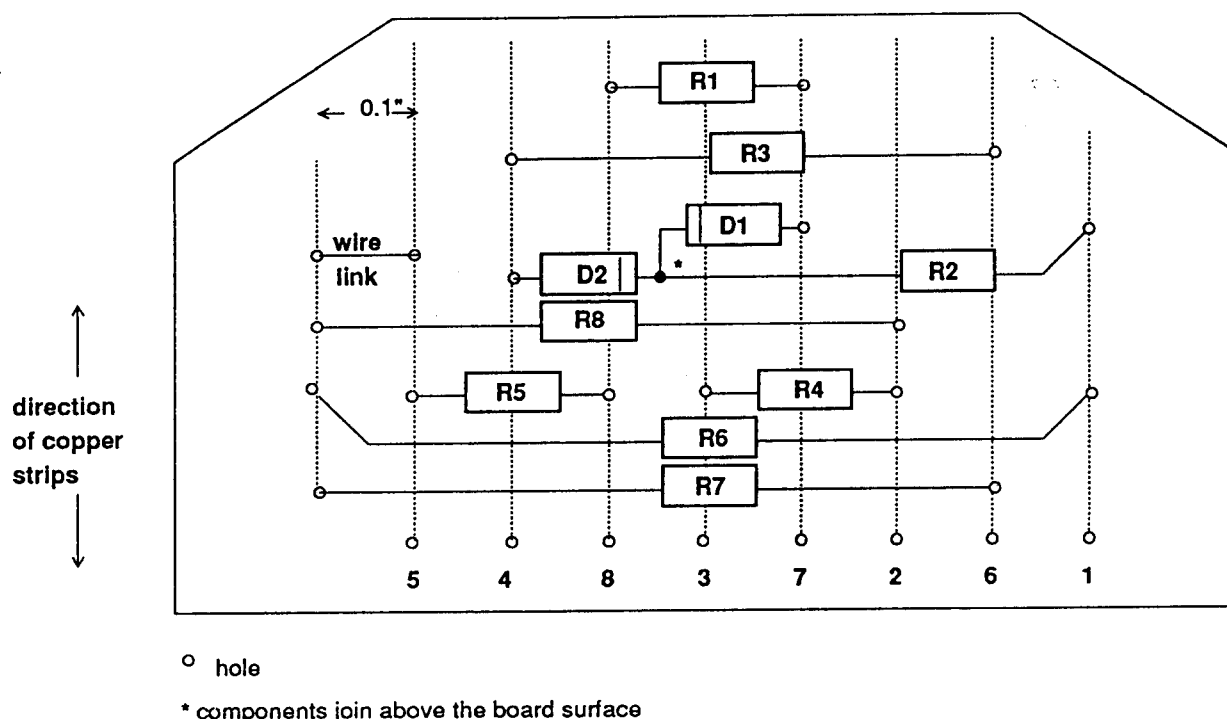 R1
0.1"
R3
D1
wire
link
D2
*
R2
R8
R5
R4
direction
of copper
strips
R6
R7
5 4 8 3 7 2 6 1
hole
* components join above the board surface